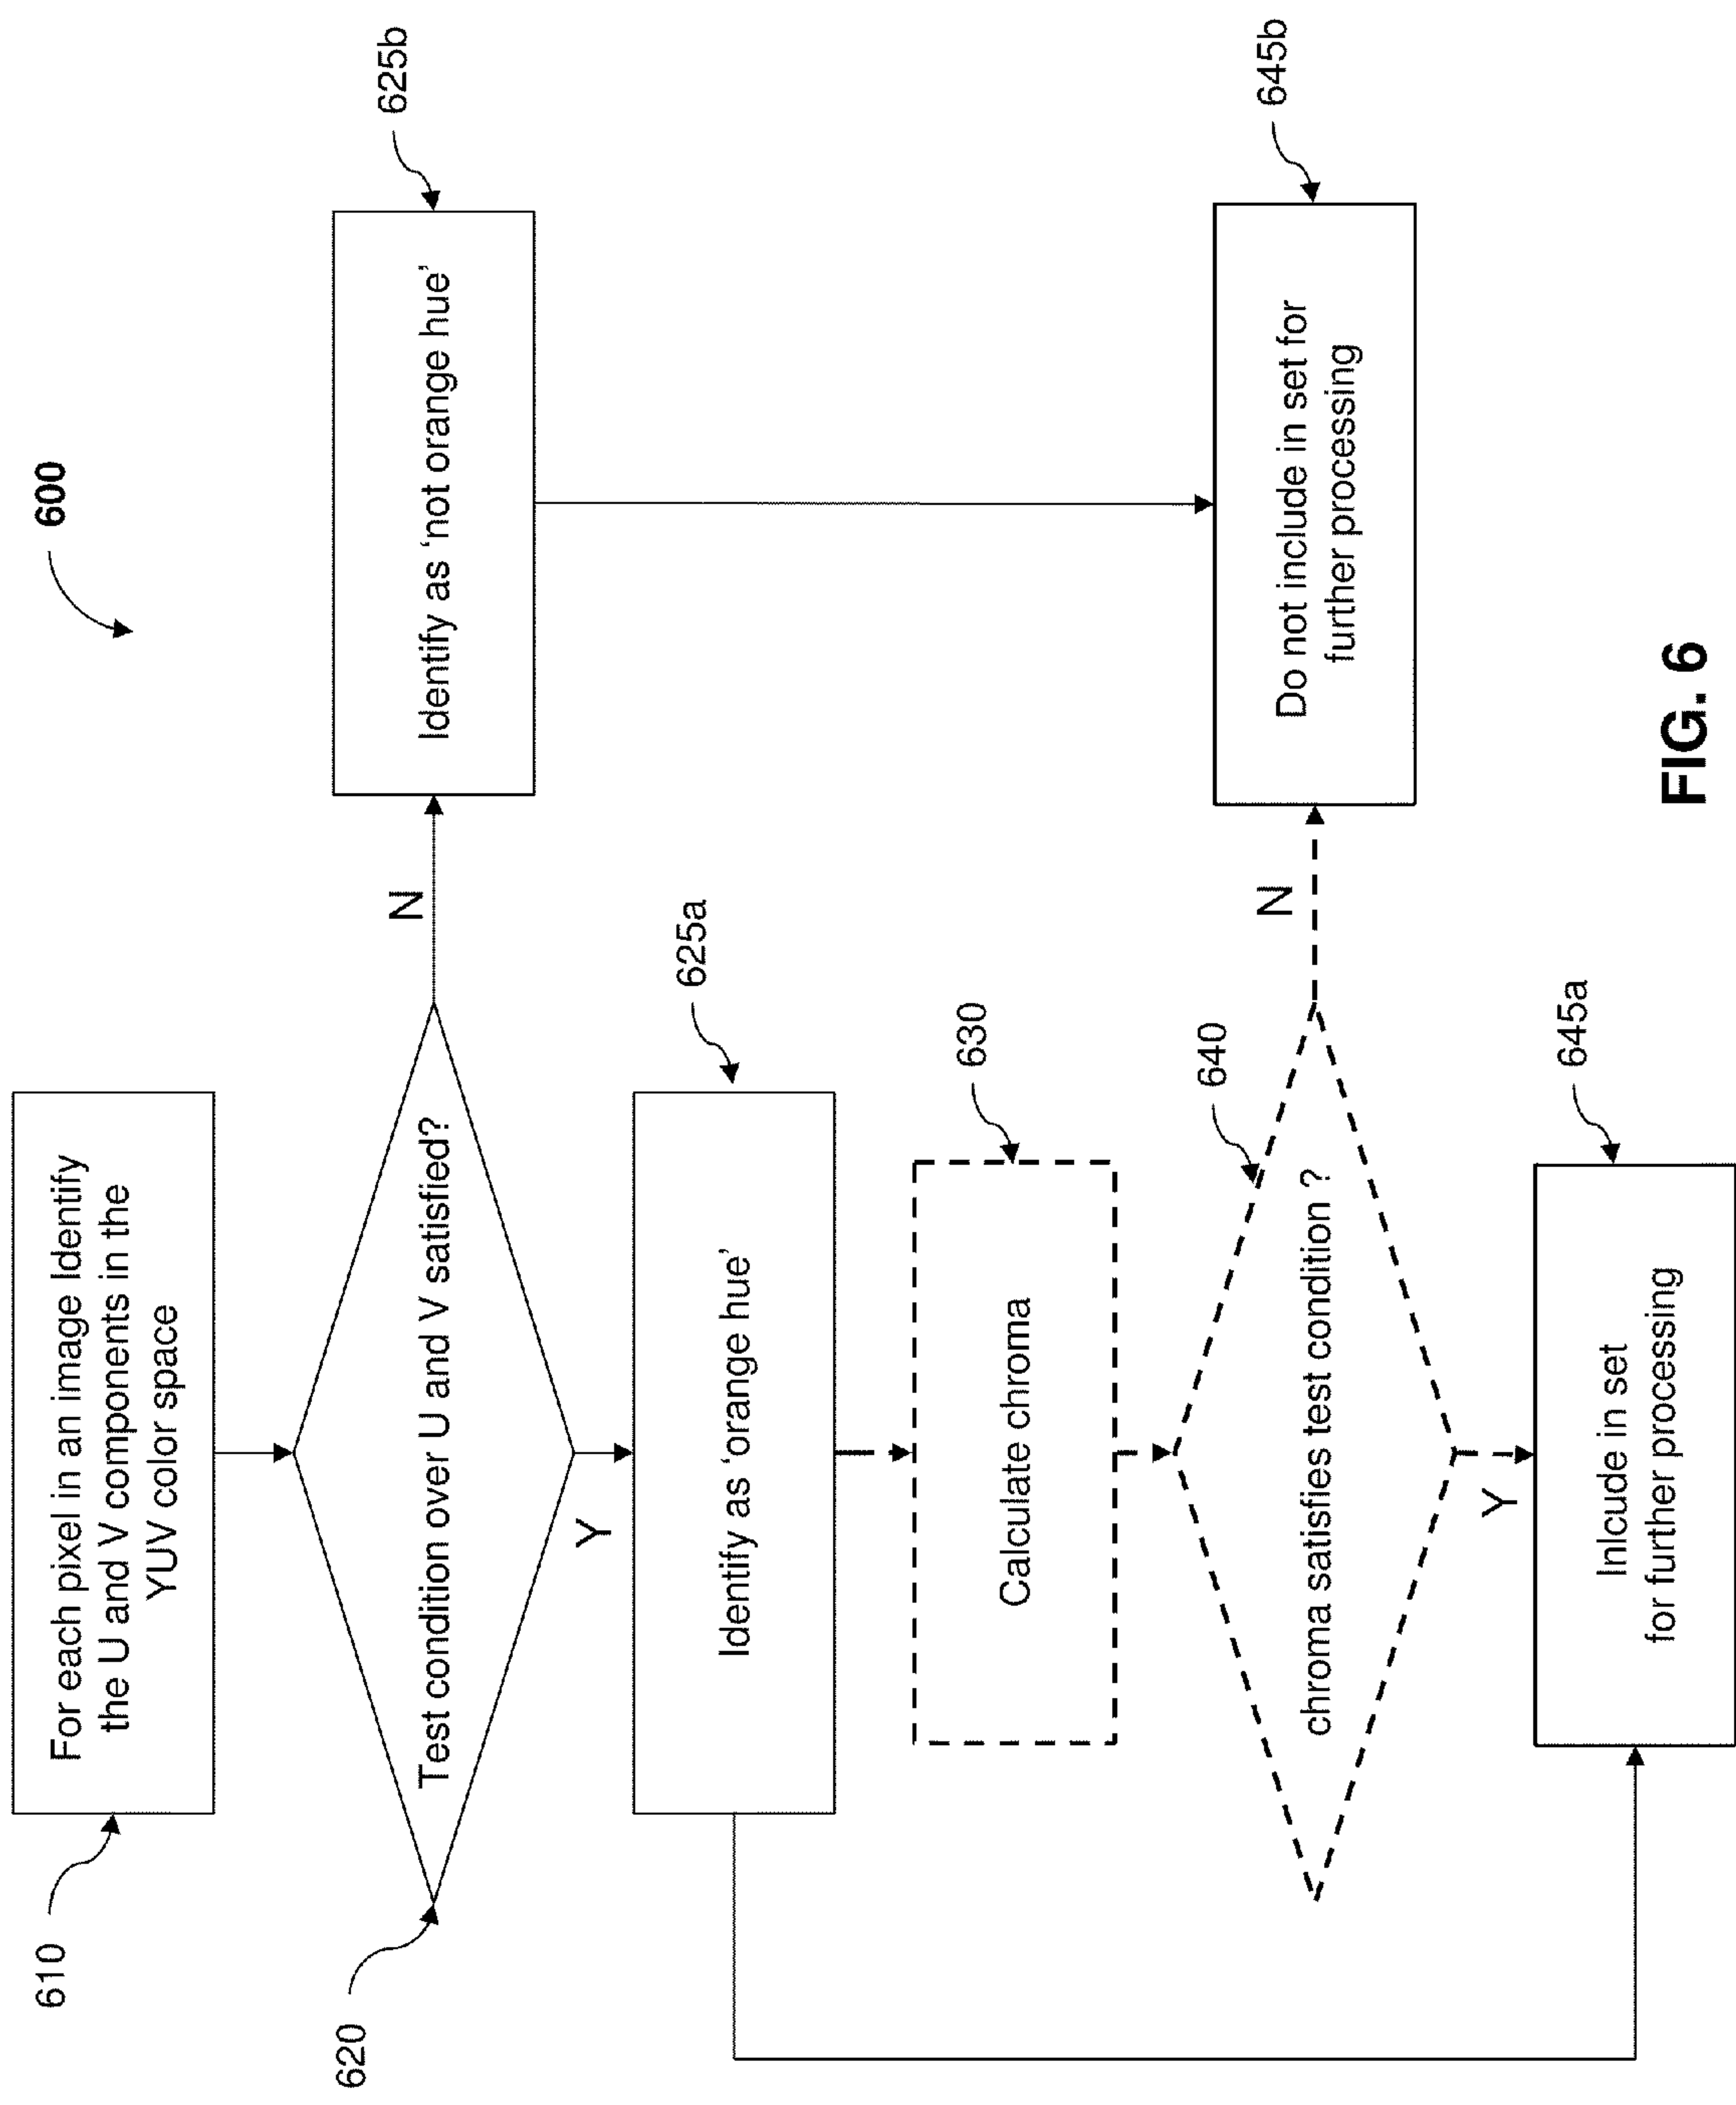 600
610
For each pixel in an image Identify
the U and V components in the
YUV color space
620
Test condition over U and V satisfied?
N
625b
Identify as 'not orange hue'
Y
625a
Identify as 'orange hue'
630
Calculate chroma
640
chroma satisfies test condition ?
N
645b
Do not include in set for
further processing
Y
645a
Inlcude in set
for further processing
FIG. 6